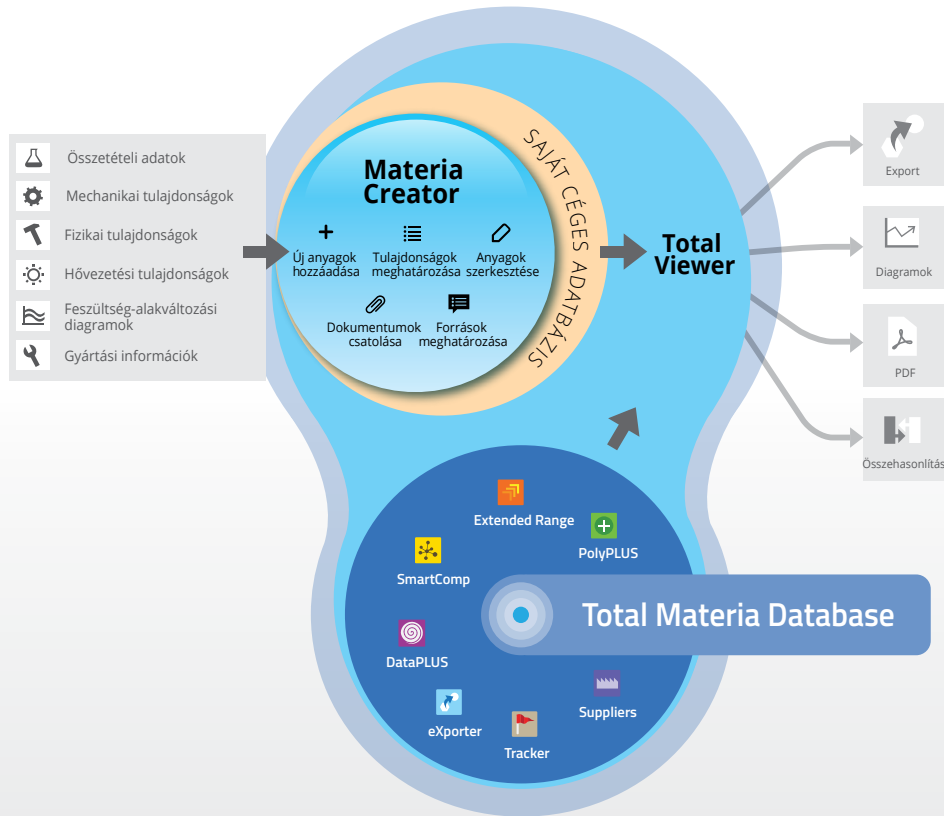 Összetételi adatok
Mechanikai tulajdonságok
Fizikai tulajdonságok
Hővezetési tulajdonságok
Feszültség-alakváltozási
diagramok
Gyártási információk
Materia
Creator
Új anyagok
hozzáadása
Tulajdonságok
meghatározása
Anyagok
szerkesztése
Dokumentumok
csatolása
Források
meghatározása
SAJÁT CÉGES ADATBÁZIS
Total
Viewer
Export
Diagramok
PDF
Összehasonlítás
Extended Range
PolyPLUS
SmartComp
Total Materia Database
DataPLUS
Suppliers
eXporter
Tracker